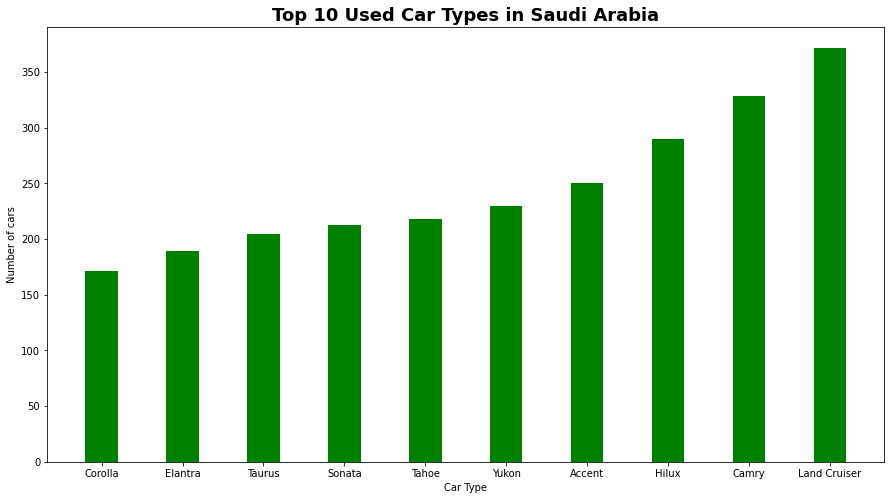 Top 10 Used Car Types in Saudi Arabia
Number of cars
350
300
250
200
150
100
50
0
Corolla Elantra Taurus Sonata Tahoe Yukon Accent Hilux Camry Land Cruiser
Car Type